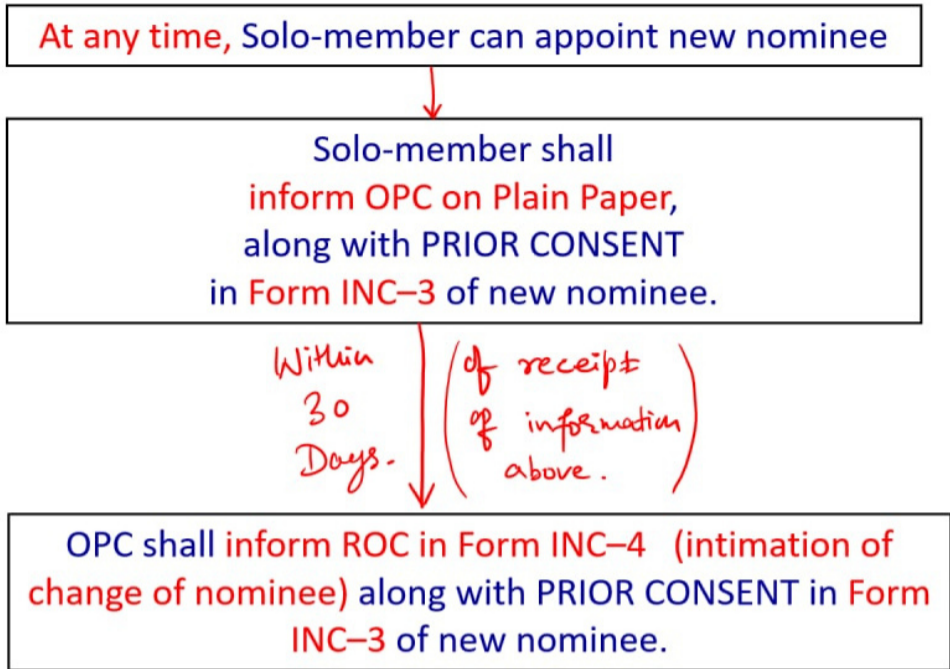 At any time, Solo-member can appoint new nominee
Solo-member shall
inform OPC on Plain Paper,
along with PRIOR CONSENT
in Form INC–3 of new nominee.
Within
30
Days.
(of receipt
of information
above.)
OPC shall inform ROC in Form INC–4 (intimation of
change of nominee) along with PRIOR CONSENT in Form
INC–3 of new nominee.